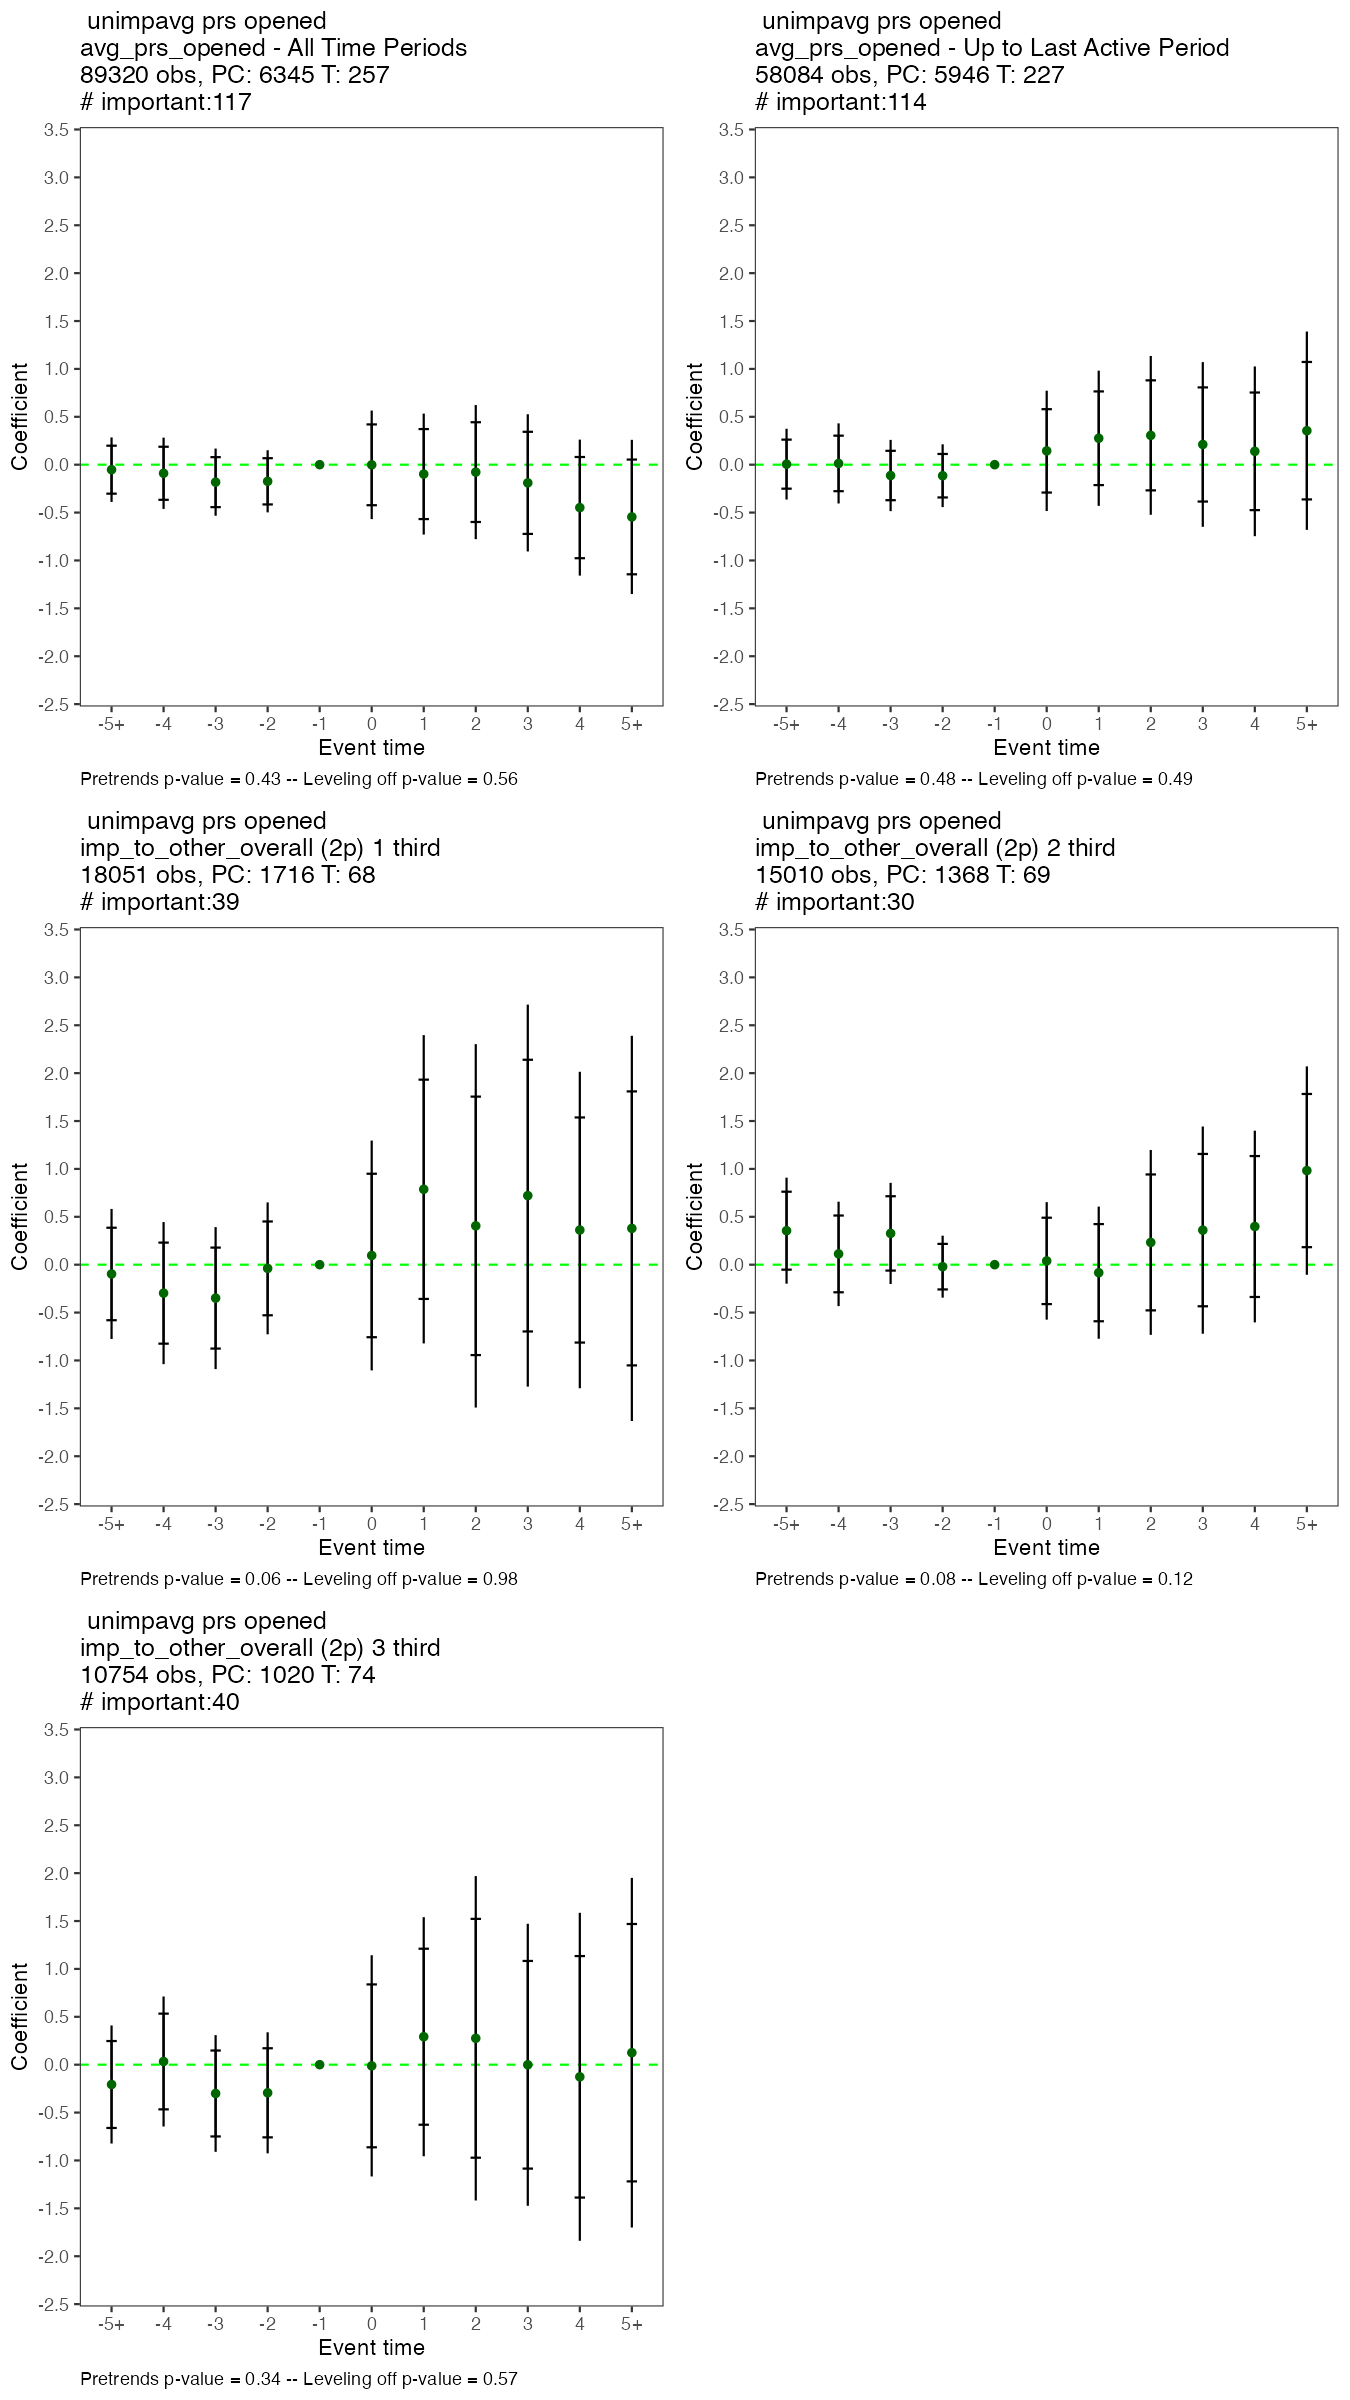 unimpavg prs opened
avg_prs_opened - All Time Periods
89320 obs, PC: 6345 T: 257
# important:117
3.5
3.0
2.5
2.0
1.5
1.0
0.5
0.0
-0.5
-1.0
-1.5
-2.0
-2.5
Coefficient
-5+ -4 -3 -2 -1 0 1 2 3 4 5+
Event time
Pretrends p-value = 0.43 -- Leveling off p-value = 0.56
unimpavg prs opened
avg_prs_opened - Up to Last Active Period
58084 obs, PC: 5946 T: 227
# important:114
3.5
3.0
2.5
2.0
1.5
1.0
0.5
0.0
-0.5
-1.0
-1.5
-2.0
-2.5
Coefficient
-5+ -4 -3 -2 -1 0 1 2 3 4 5+
Event time
Pretrends p-value = 0.48 -- Leveling off p-value = 0.49
unimpavg prs opened
imp_to_other_overall (2p) 1 third
18051 obs, PC: 1716 T: 68
# important:39
3.5
3.0
2.5
2.0
1.5
1.0
0.5
0.0
-0.5
-1.0
-1.5
-2.0
-2.5
Coefficient
-5+ -4 -3 -2 -1 0 1 2 3 4 5+
Event time
Pretrends p-value = 0.06 -- Leveling off p-value = 0.98
unimpavg prs opened
imp_to_other_overall (2p) 2 third
15010 obs, PC: 1368 T: 69
# important:30
3.5
3.0
2.5
2.0
1.5
1.0
0.5
0.0
-0.5
-1.0
-1.5
-2.0
-2.5
Coefficient
-5+ -4 -3 -2 -1 0 1 2 3 4 5+
Event time
Pretrends p-value = 0.08 -- Leveling off p-value = 0.12
unimpavg prs opened
imp_to_other_overall (2p) 3 third
10754 obs, PC: 1020 T: 74
# important:40
3.5
3.0
2.5
2.0
1.5
1.0
0.5
0.0
-0.5
-1.0
-1.5
-2.0
-2.5
Coefficient
-5+ -4 -3 -2 -1 0 1 2 3 4 5+
Event time
Pretrends p-value = 0.34 -- Leveling off p-value = 0.57